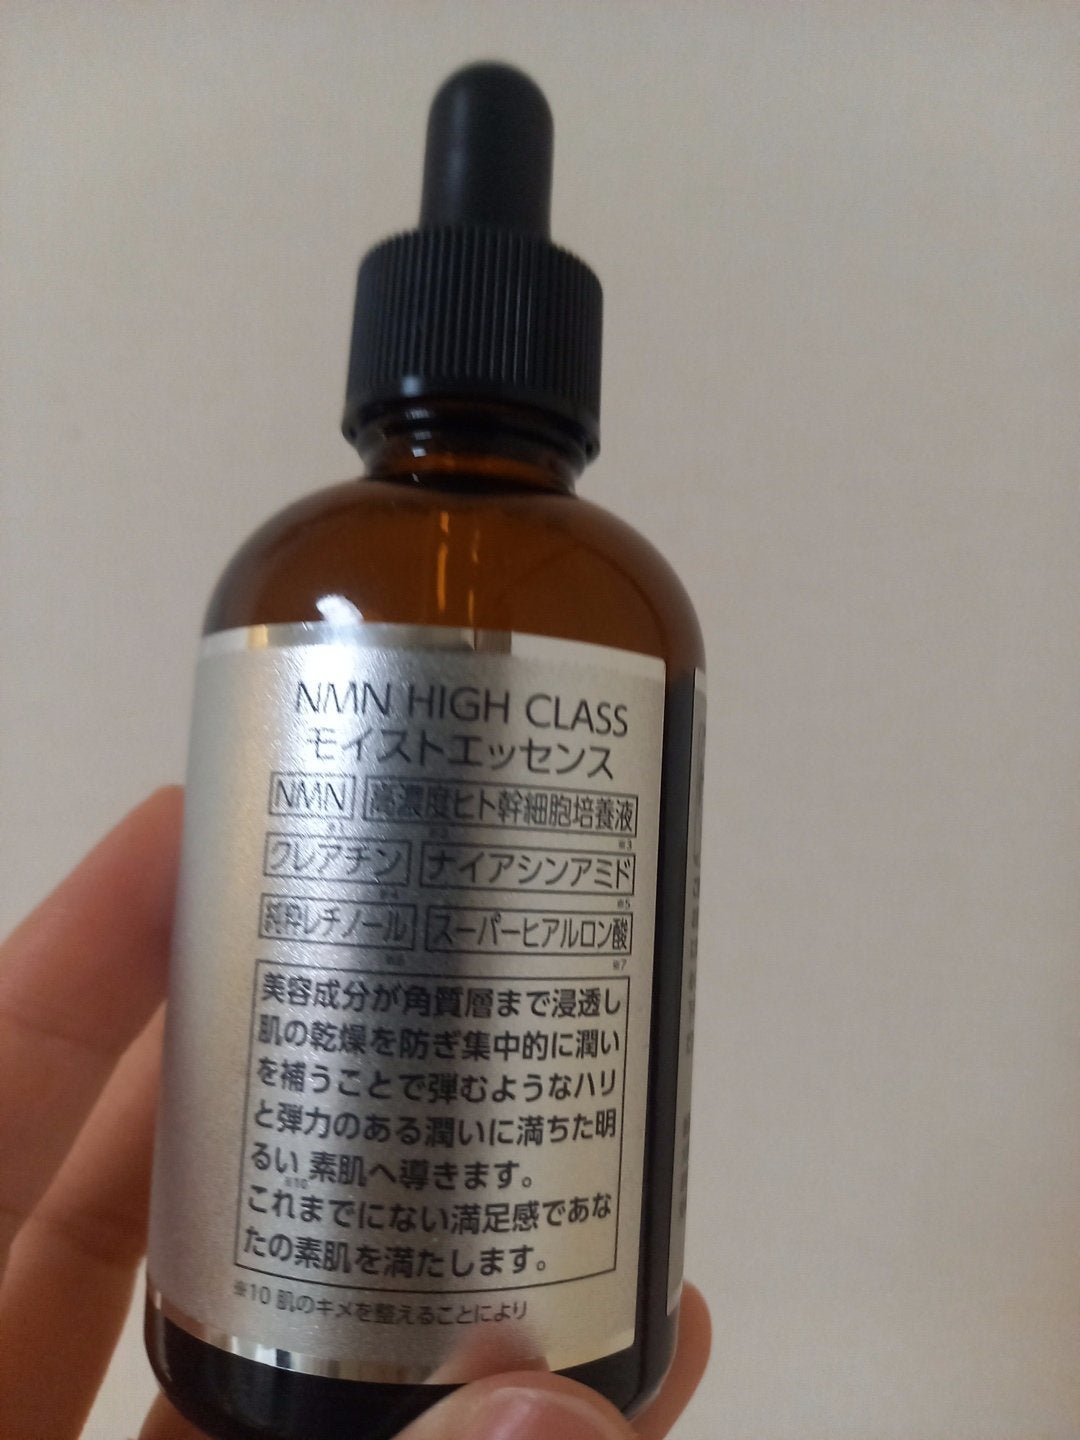 NMN HIGH CLASS
モイストエッセンス
NMN 高濃度ヒト幹細胞培養液
※3
クレアチン ナイアシンアミド
※4 ※5
純粋レチノール スーパーヒアルロン酸
※6 ※7
美容成分が角質層まで浸透し
肌の乾燥を防ぎ集中的に潤い
を補うことで弾むようなハリ
と弾力のある潤いに満ちた明
るい 素肌へ導きます。
※10
これまでにない満足感であな
たの素肌を満たします。
※10 肌のキメを整えることにより